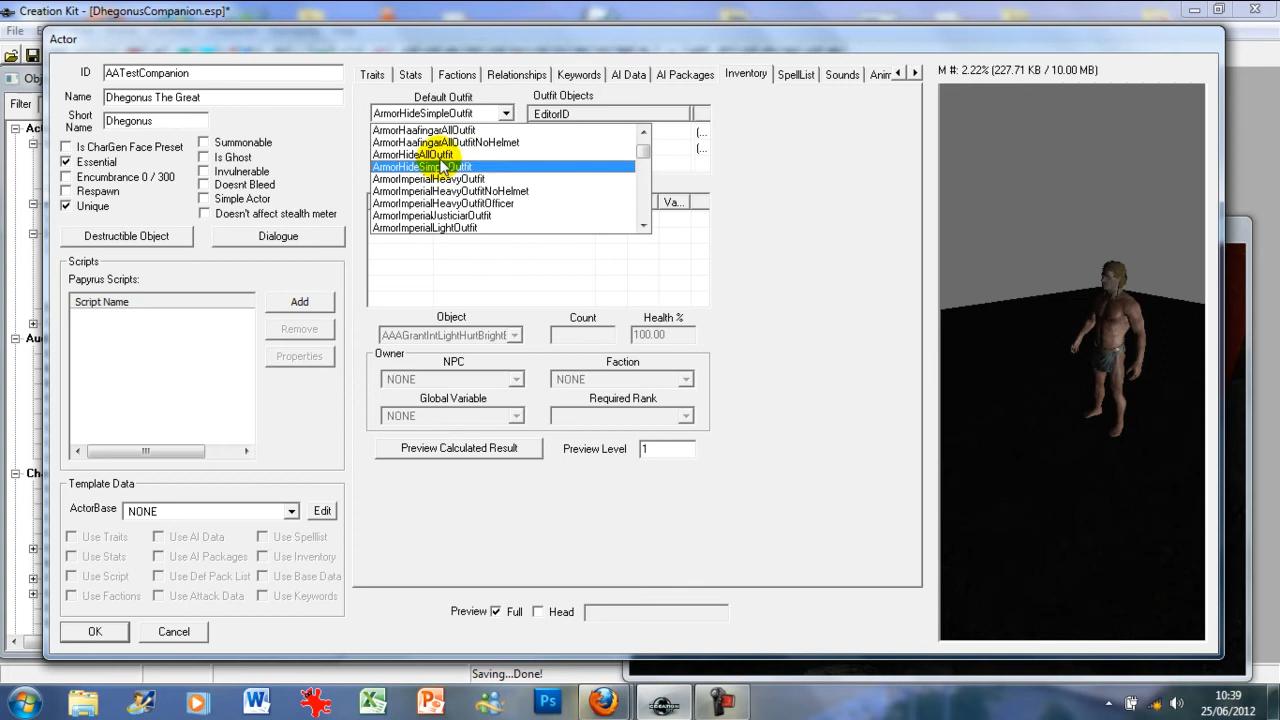 Creation Kit - [DhegonusCompanion.esp]*
File
Obj
Filter
Actor
ID
AATestCompanion
Name
Dhegonus The Great
Short
Name
Dhegonus
Is CharGen Face Preset
Essential
Encumbrance 0 / 300
Respawn
Unique
Summonable
Is Ghost
Invulnerable
Doesnt Bleed
Simple Actor
Doesn't affect stealth meter
Destructible Object
Dialogue
Scripts
Papyrus Scripts:
Script Name
Add
Remove
Properties
Template Data
ActorBase
NONE
Edit
Use Traits
Use AI Data
Use Spelllist
Use Stats
Use AI Packages
Use Inventory
Use Script
Use Def Pack List
Use Base Data
Use Factions
Use Attack Data
Use Keywords
OK
Cancel
Traits
Stats
Factions
Relationships
Keywords
AI Data
AI Packages
Inventory
SpellList
Sounds
Anim
Default Outfit
ArmorHideSimpleOutfit
Outfit Objects
EditorID
(...
(...
ArmorHaafingarAllOutfit
ArmorHaafingarAllOutfitNoHelmet
ArmorHideAllOutfit
ArmorHideSimpleOutfit
ArmorImperialHeavyOutfit
ArmorImperialHeavyOutfitNoHelmet
ArmorImperialHeavyOutfitOfficer
ArmorImperialJusticiarOutfit
ArmorImperialLightOutfit
Va...
Object
Count
Health %
AAAGrantIntLightHurtBrightE
100.00
Owner
NPC
Faction
NONE
NONE
Global Variable
Required Rank
NONE
Preview Calculated Result
Preview Level
1
Preview
Full
Head
M #: 2.22% (227.71 KB / 10.00 MB)
Saving...Done!
10:39
25/06/2012